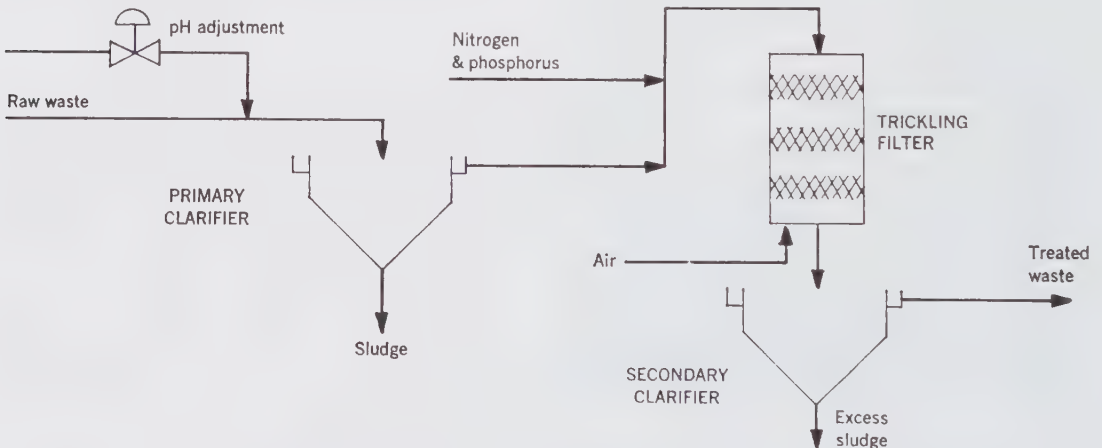 pH adjustment
Raw waste
Nitrogen
& phosphorus
TRICKLING
FILTER
PRIMARY
CLARIFIER
Air
Treated
waste
Sludge
SECONDARY
CLARIFIER
Excess
sludge